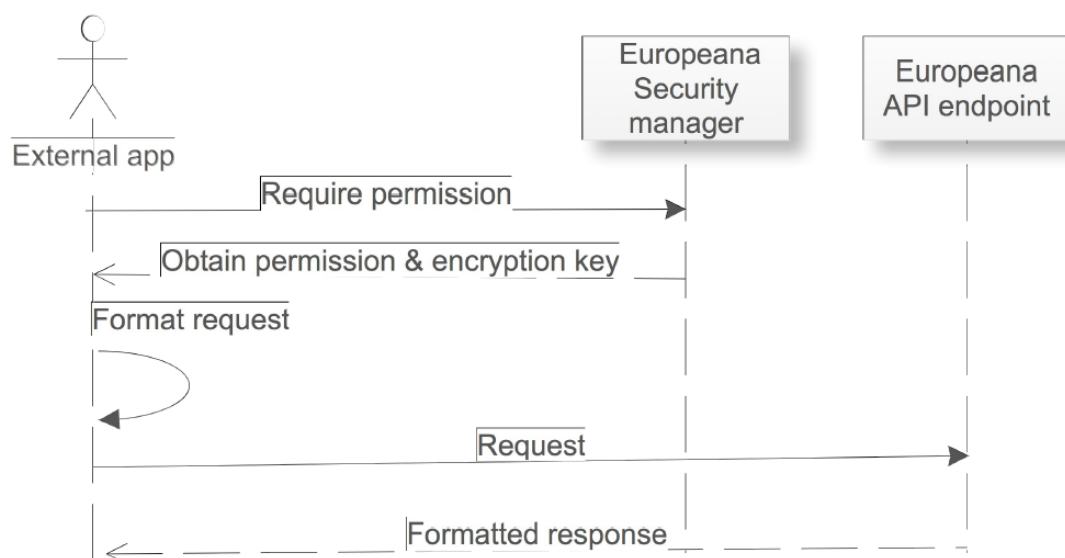 Europeana
Security
manager
Europeana
API endpoint
External app
Require permission
Obtain permission & encryption key
Format request
Request
Formatted response